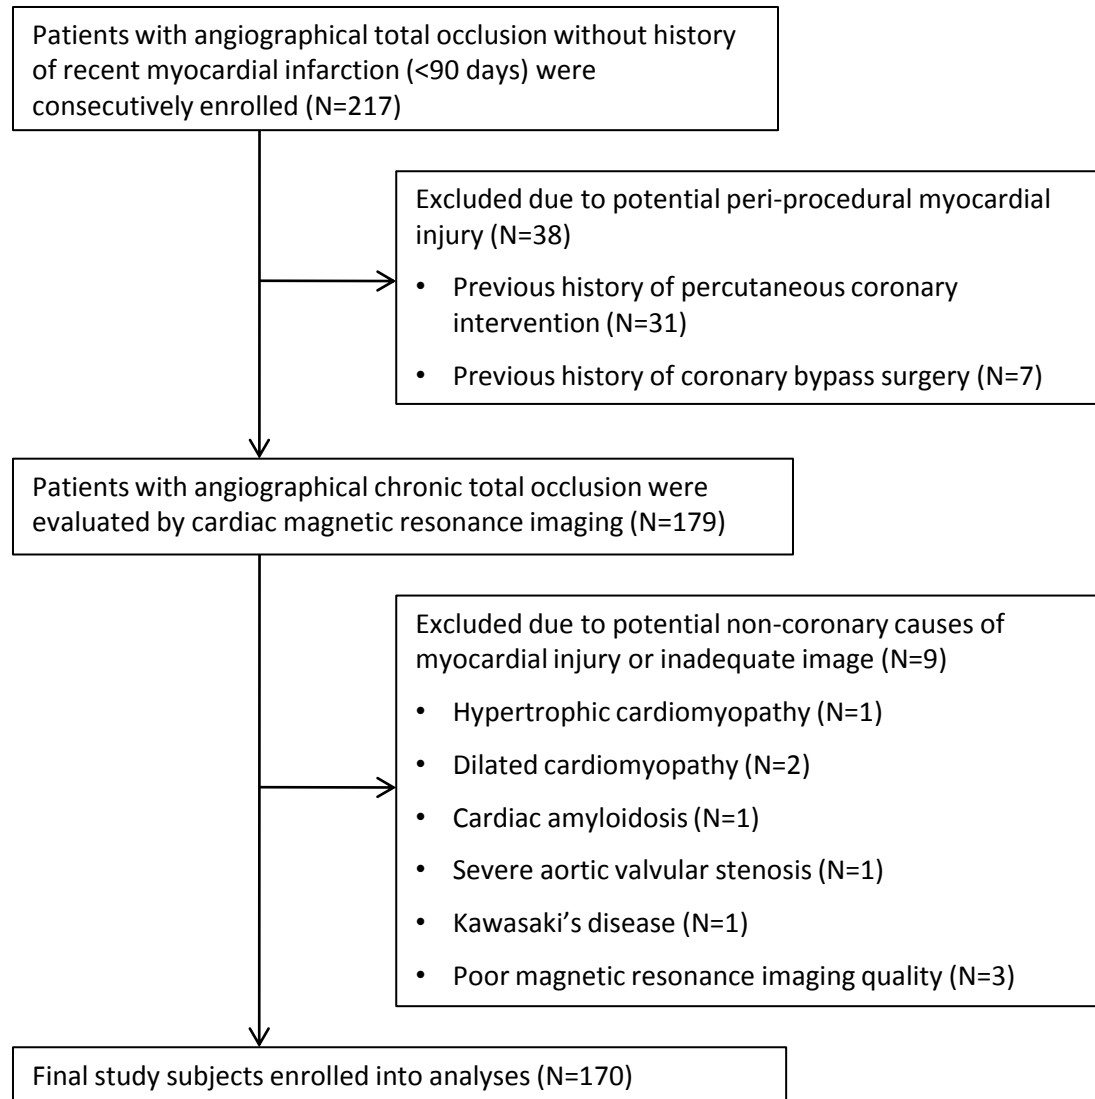 Patients with angiographical total occlusion without history
of recent myocardial infarction (<90 days) were
consecutively enrolled (N=217)
Excluded due to potential peri-procedural myocardial
injury (N=38)
• Previous history of percutaneous coronary
intervention (N=31)
• Previous history of coronary bypass surgery (N=7)
Patients with angiographical chronic total occlusion were
evaluated by cardiac magnetic resonance imaging (N=179)
Excluded due to potential non-coronary causes of
myocardial injury or inadequate image (N=9)
• Hypertrophic cardiomyopathy (N=1)
• Dilated cardiomyopathy (N=2)
• Cardiac amyloidosis (N=1)
• Severe aortic valvular stenosis (N=1)
• Kawasaki’s disease (N=1)
• Poor magnetic resonance imaging quality (N=3)
Final study subjects enrolled into analyses (N=170)